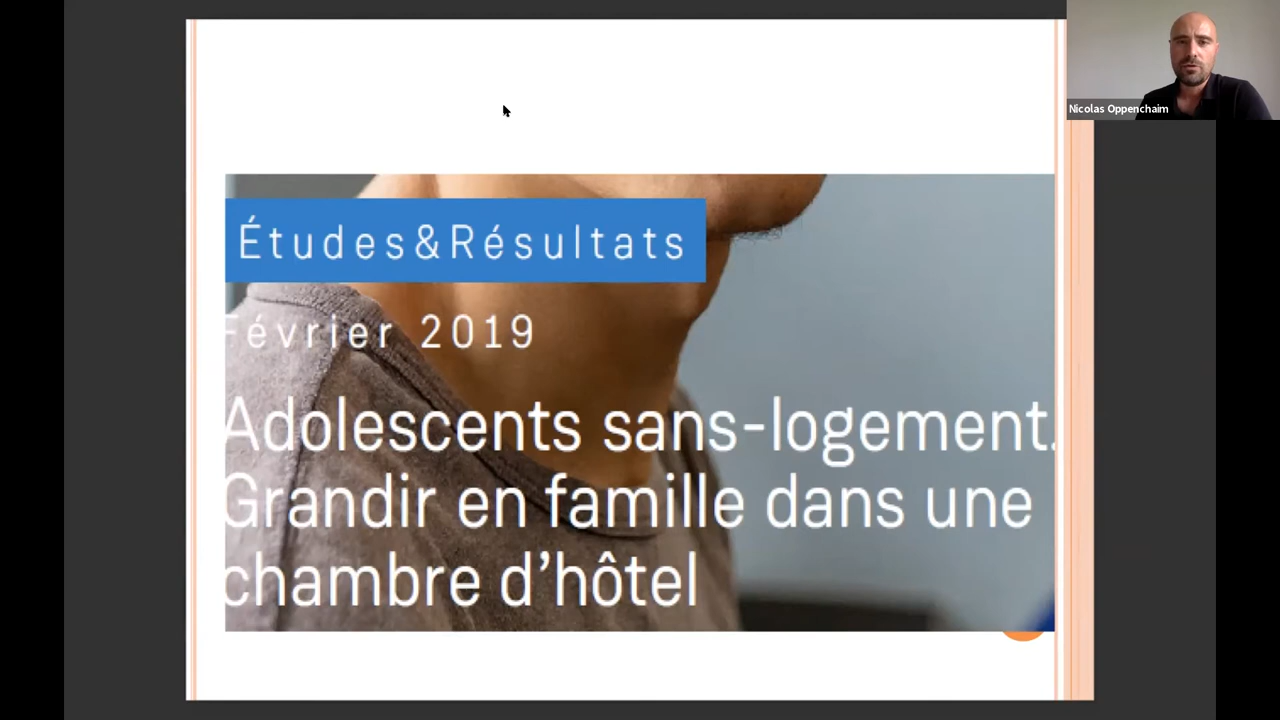 Nicolas Oppenchaim
Études&Résultats
Février 2019
Adolescents sans-logement.
Grandir en famille dans une
chambre d’hôtel